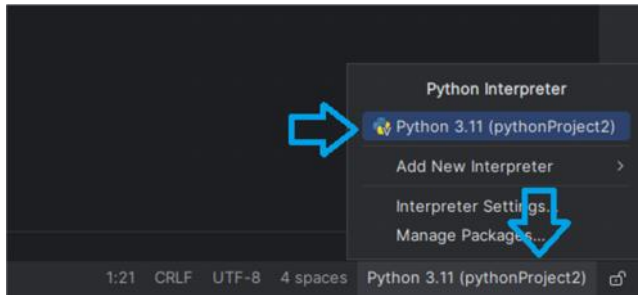 Python Interpreter
Python 3.11 (pythonProject2)
Add New Interpreter
Interpreter Settings...
Manage Packages...
1:21 CRLF UTF-8 4 spaces Python 3.11 (pythonProject2)